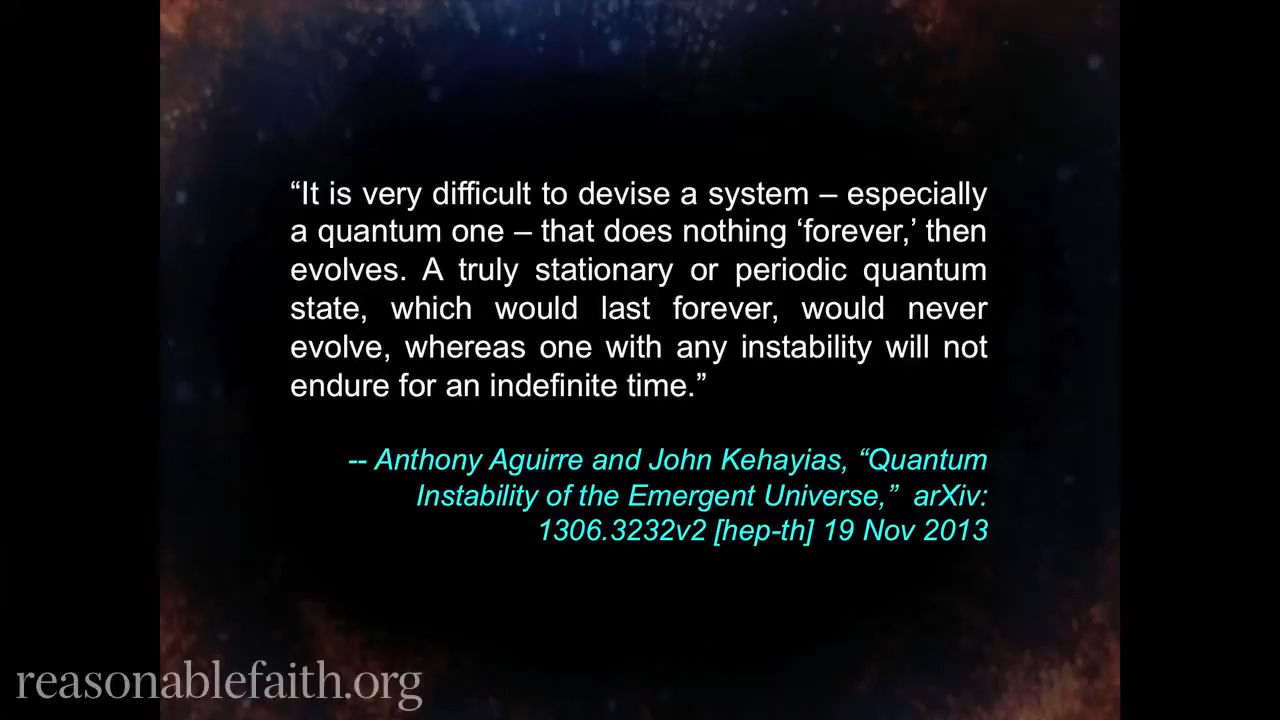 “It is very difficult to devise a system – especially
a quantum one – that does nothing ‘forever,’ then
evolves. A truly stationary or periodic quantum
state, which would last forever, would never
evolve, whereas one with any instability will not
endure for an indefinite time.”
-- Anthony Aguirre and John Kehayias, “Quantum
Instability of the Emergent Universe,” arXiv:
1306.3232v2 [hep-th] 19 Nov 2013
reasonablefaith.org